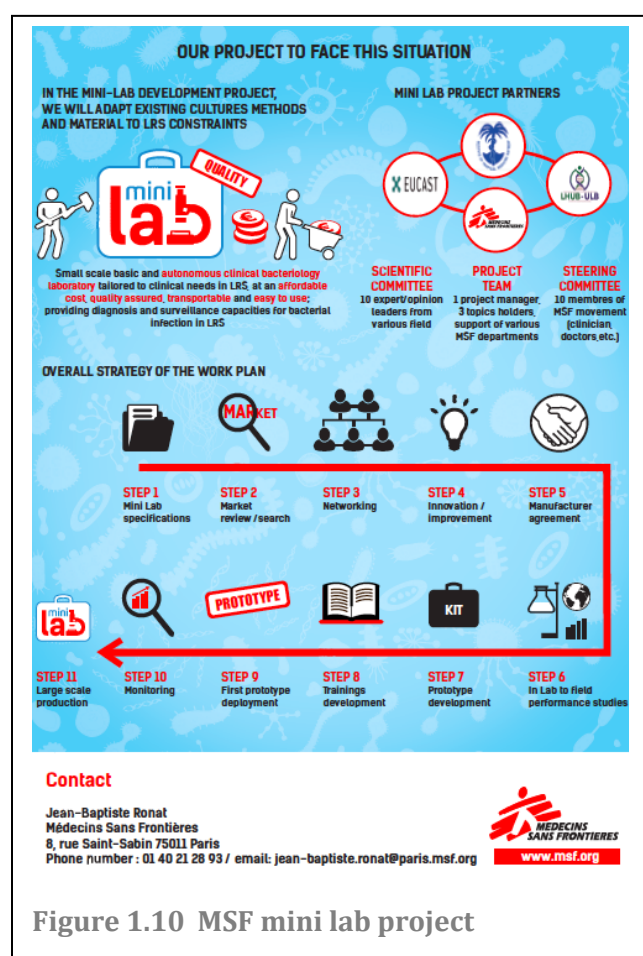 OUR PROJECT TO FACE THIS SITUATION
IN THE MINI-LAB DEVELOPMENT PROJECT,
WE WILL ADAPT EXISTING CULTURES METHODS
AND MATERIAL TO LRS CONSTRAINTS
mini
lab
QUALITY
Small scale basic and autonomous clinical bacteriology
laboratory tailored to clinical needs in LRS, at an affordable
cost, quality assured, transportable and easy to use;
providing diagnosis and surveillance capacities for bacterial
infection in LRS
MINI LAB PROJECT PARTNERS
EUCAST
LHUB-ULB
MEDECINS
SANS FRONTIERES
SCIENTIFIC
COMMITTEE
10 expert/opinion
leaders from
various field
PROJECT
TEAM
1 project manager,
3 topics holders,
support of various
MSF departments
STEERING
COMMITTEE
10 membres of
MSF movement
(clinician,
doctors,etc.)
OVERALL STRATEGY OF THE WORK PLAN
MARKET
STEP 1
Mini Lab
specifications
STEP 2
Market
review /search
STEP 3
Networking
STEP 4
Innovation /
improvement
STEP 5
Manufacturer
agreement
mini
lab
PROTOTYPE
KIT
STEP 11
Large scale
production
STEP 10
Monitoring
STEP 9
First prototype
deployment
STEP 8
Trainings
development
STEP 7
Prototype
development
STEP 6
In Lab to field
performance studies
Contact
Jean-Baptiste Ronat
Médecins Sans Frontières
8, rue Saint-Sabin 75011 Paris
Phone number : 01 40 21 28 93 / email: jean-baptiste.ronat@paris.msf.org
MEDECINS
SANS FRONTIERES
www.msf.org
Figure 1.10 MSF mini lab project